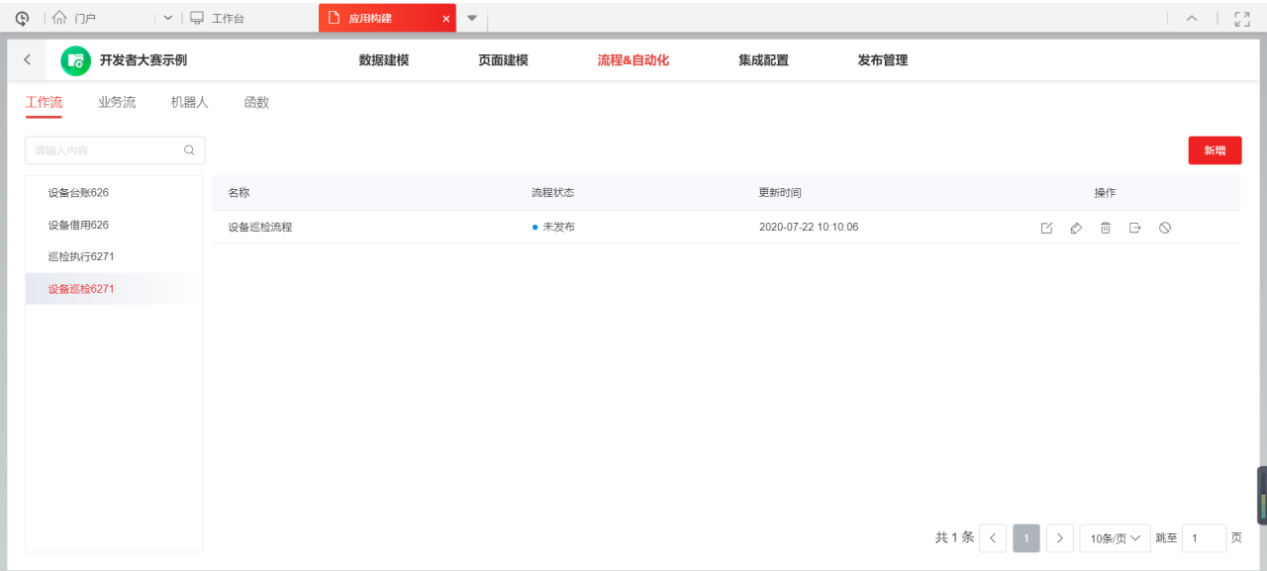 门户 工作台 应用构建
开发者大赛示例 数据建模 页面建模 流程&自动化 集成配置 发布管理
工作流 业务流 机器人 函数
请输入内容 新增
设备台账626 名称 流程状态 更新时间 操作
设备借用626 设备巡检流程 未发布 2020-07-22 10:10:06
巡检执行6271
设备巡检6271
共 1 条 1 10条/页 跳至 1 页